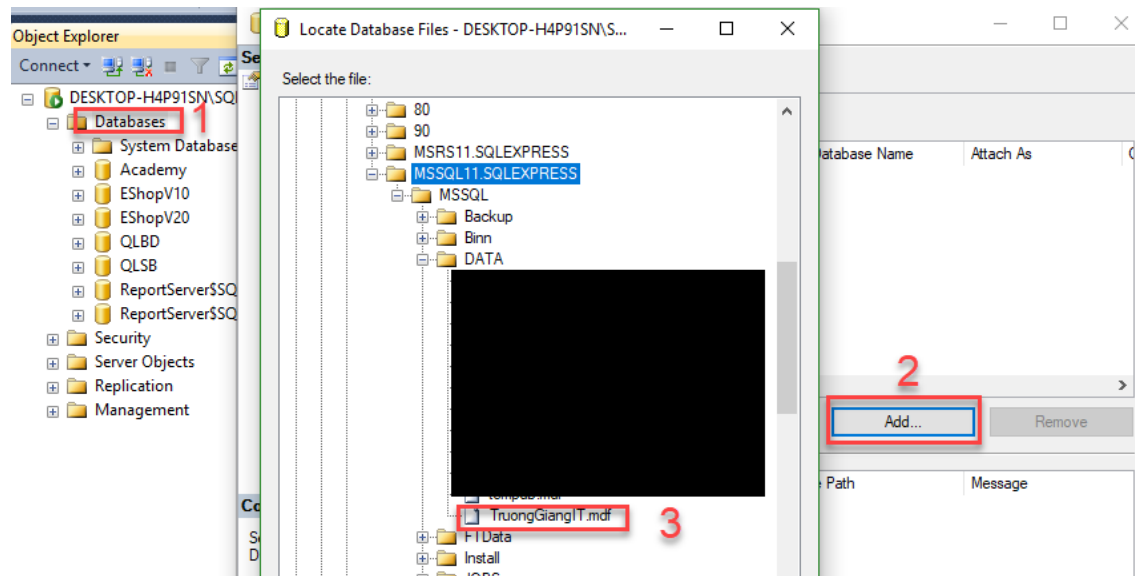 Object Explorer
Connect
DESKTOP-H4P91SN\SQ
Databases
1
System Database
Academy
EShopV10
EShopV20
QLBD
QLSB
ReportServer$SQ
ReportServer$SQ
Security
Server Objects
Replication
Management
Se
Locate Database Files - DESKTOP-H4P91SN\S...
Select the file:
80
90
MSRS11.SQLEXPRESS
MSSQL11.SQLEXPRESS
MSSQL
Backup
Binn
DATA
TruongGiangIT.mdf
3
FTData
Install
JOBS
Database Name Attach As
2
Add... Remove
Path Message